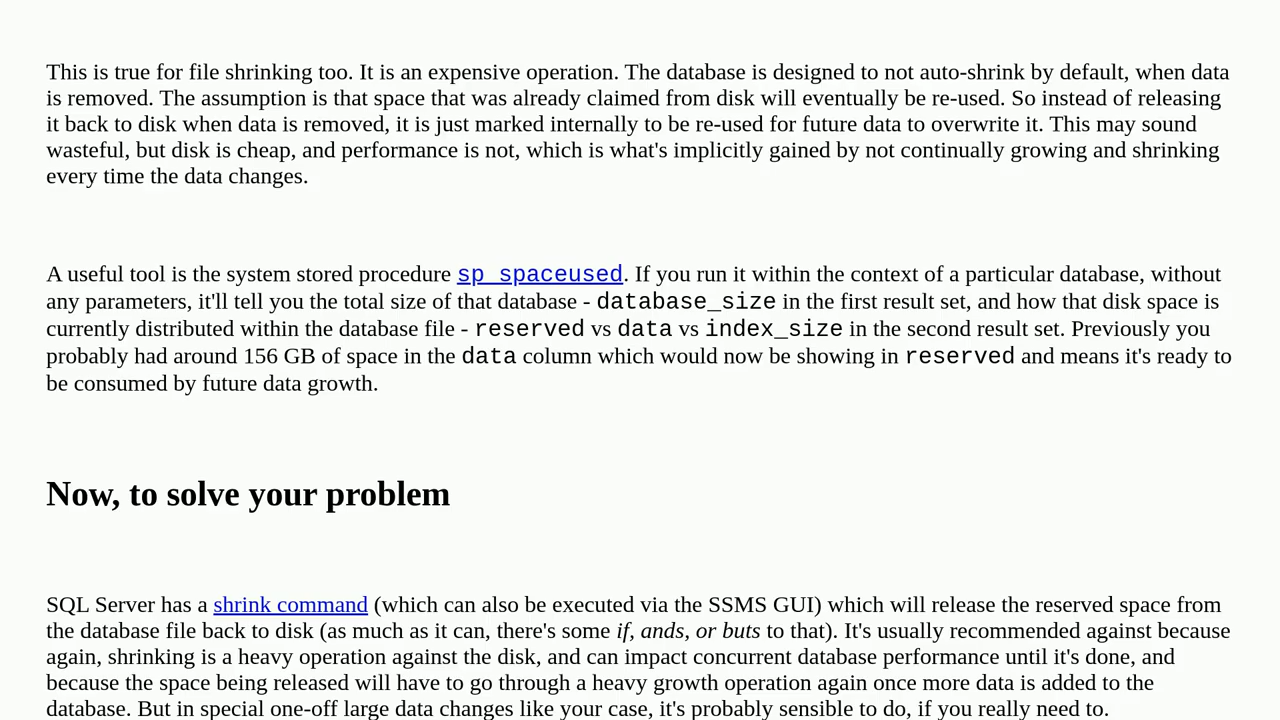 This is true for file shrinking too. It is an expensive operation. The database is designed to not auto-shrink by default, when data
is removed. The assumption is that space that was already claimed from disk will eventually be re-used. So instead of releasing
it back to disk when data is removed, it is just marked internally to be re-used for future data to overwrite it. This may sound
wasteful, but disk is cheap, and performance is not, which is what's implicitly gained by not continually growing and shrinking
every time the data changes.
A useful tool is the system stored procedure sp_spaceused. If you run it within the context of a particular database, without
any parameters, it'll tell you the total size of that database - database_size in the first result set, and how that disk space is
currently distributed within the database file - reserved vs data vs index_size in the second result set. Previously you
probably had around 156 GB of space in the data column which would now be showing in reserved and means it's ready to
be consumed by future data growth.
Now, to solve your problem
SQL Server has a shrink command (which can also be executed via the SSMS GUI) which will release the reserved space from
the database file back to disk (as much as it can, there's some if, ands, or buts to that). It's usually recommended against because
again, shrinking is a heavy operation against the disk, and can impact concurrent database performance until it's done, and
because the space being released will have to go through a heavy growth operation again once more data is added to the
database. But in special one-off large data changes like your case, it's probably sensible to do, if you really need to.